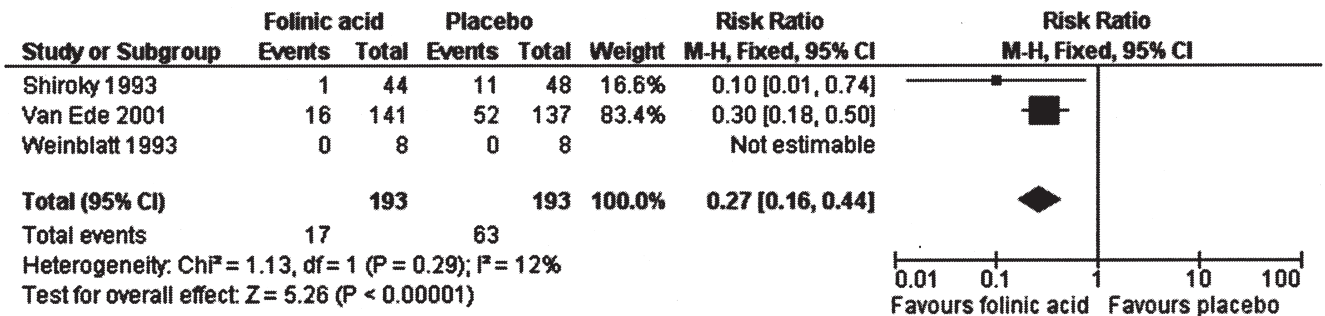 Folinic acid Placebo Risk Ratio Risk Ratio
Study or Subgroup Events Total Events Total Weight M-H, Fixed, 95% CI M-H, Fixed, 95% CI
Shiroky 1993 1 44 11 48 16.6% 0.10 [0.01, 0.74]
Van Ede 2001 16 141 52 137 83.4% 0.30 [0.18, 0.50]
Weinblatt 1993 0 8 0 8 Not estimable
Total (95% CI) 193 193 100.0% 0.27 [0.16, 0.44]
Total events 17 63
Heterogeneity: Chi² = 1.13, df = 1 (P = 0.29); I² = 12%
Test for overall effect: Z = 5.26 (P < 0.00001)
0.01 0.1 1 10 100
Favours folinic acid Favours placebo